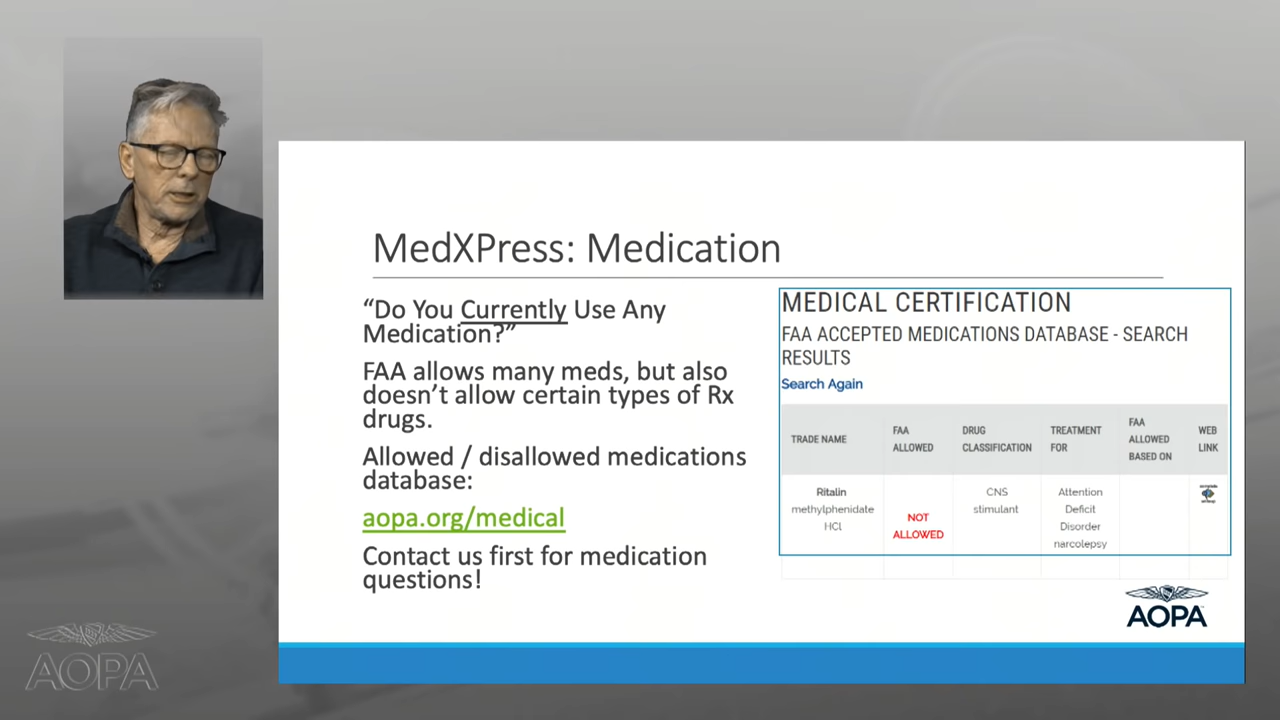 MedXPress: Medication
“Do You Currently Use Any
Medication?”
FAA allows many meds, but also
doesn’t allow certain types of Rx
drugs.
Allowed / disallowed medications
database:
aopa.org/medical
Contact us first for medication
questions!
MEDICAL CERTIFICATION
FAA ACCEPTED MEDICATIONS DATABASE - SEARCH
RESULTS
Search Again
TRADE NAME
FAA
ALLOWED
DRUG
CLASSIFICATION
TREATMENT
FOR
FAA
ALLOWED
BASED ON
WEB
LINK
Ritalin
methylphenidate
HCl
NOT
ALLOWED
CNS
stimulant
Attention
Deficit
Disorder
narcolepsy
AOPA
AOPA